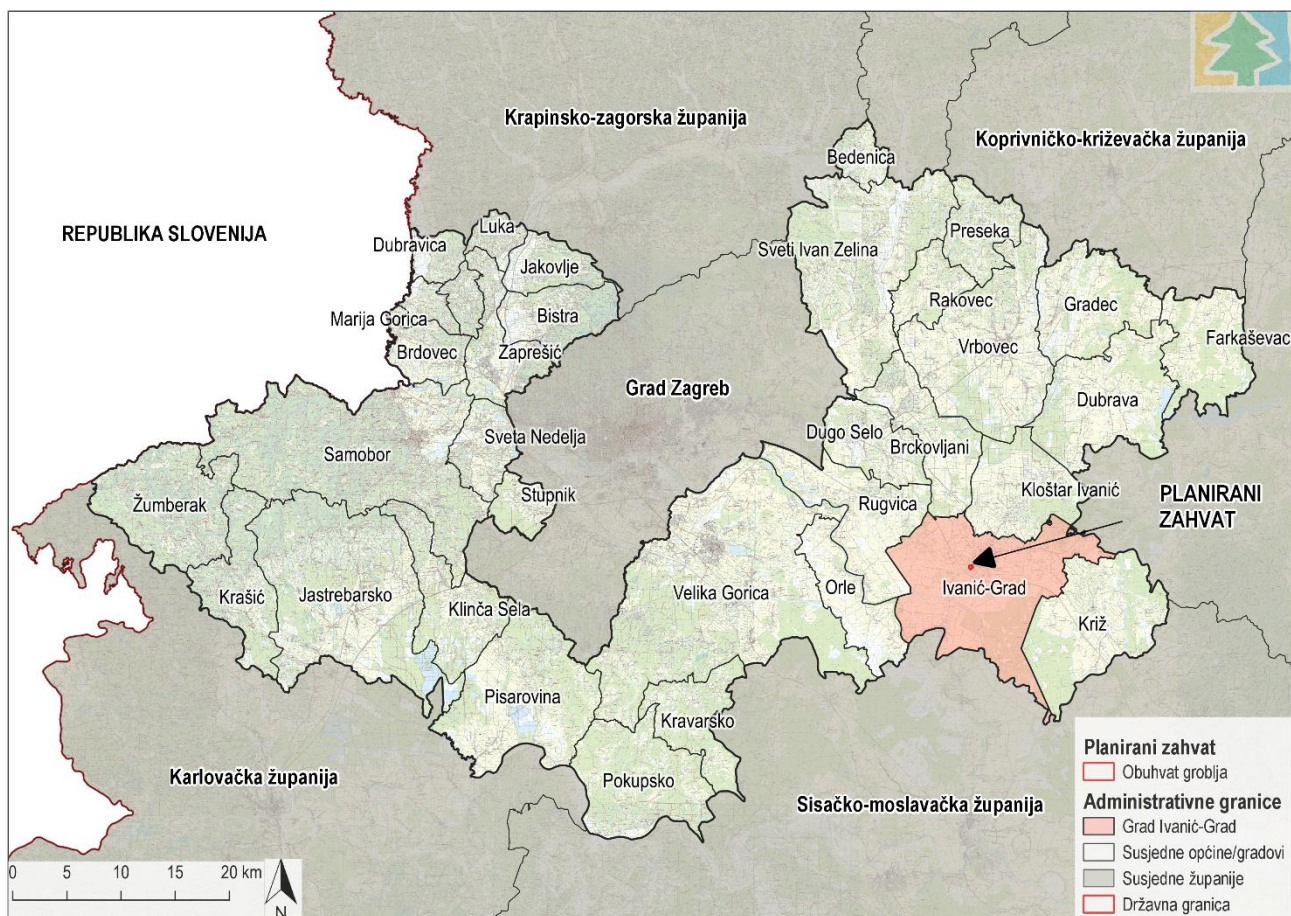 Krapinsko-zagorska županija
Koprivničko-križevačka županija
Bedenica
REPUBLIKA SLOVENIJA
Luka
Dubravica
Preseka
Sveti Ivan Zelina
Jakovlje
Rakovec
Gradec
Marija Gorica
Bistra
Farkaševac
Brdovec
Zaprešić
Vrbovec
Grad Zagreb
Dubrava
Dugo Selo
Brckovljani
Sveta Nedelja
Samobor
Stupnik
Rugvica
Kloštar Ivanić
PLANIRANI
ZAHVAT
Žumberak
Velika Gorica
Orle
Ivanić-Grad
Krašić
Jastrebarsko
Klinča Sela
Križ
Pisarovina
Kravarsko
Pokupsko
Karlovačka županija
Sisačko-moslavačka županija
Planirani zahvat
Obuhvat groblja
Administrativne granice
Grad Ivanić-Grad
Susjedne općine/gradovi
Susjedne županije
Državna granica
0 5 10 15 20 km
N